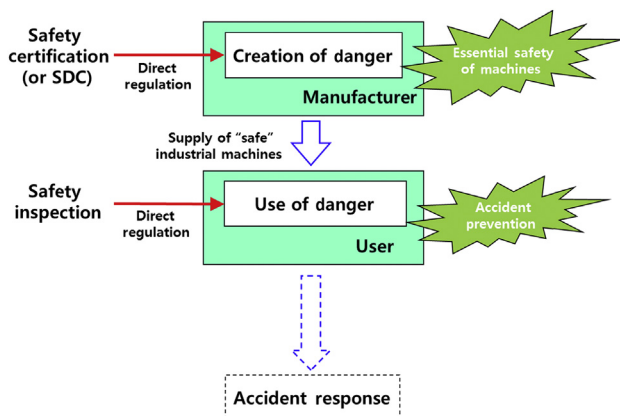 Safety
certification
(or SDC)
Direct
regulation
Creation of danger
Manufacturer
Essential safety
of machines
Supply of “safe”
industrial machines
Safety
inspection
Direct
regulation
Use of danger
User
Accident
prevention
Accident response